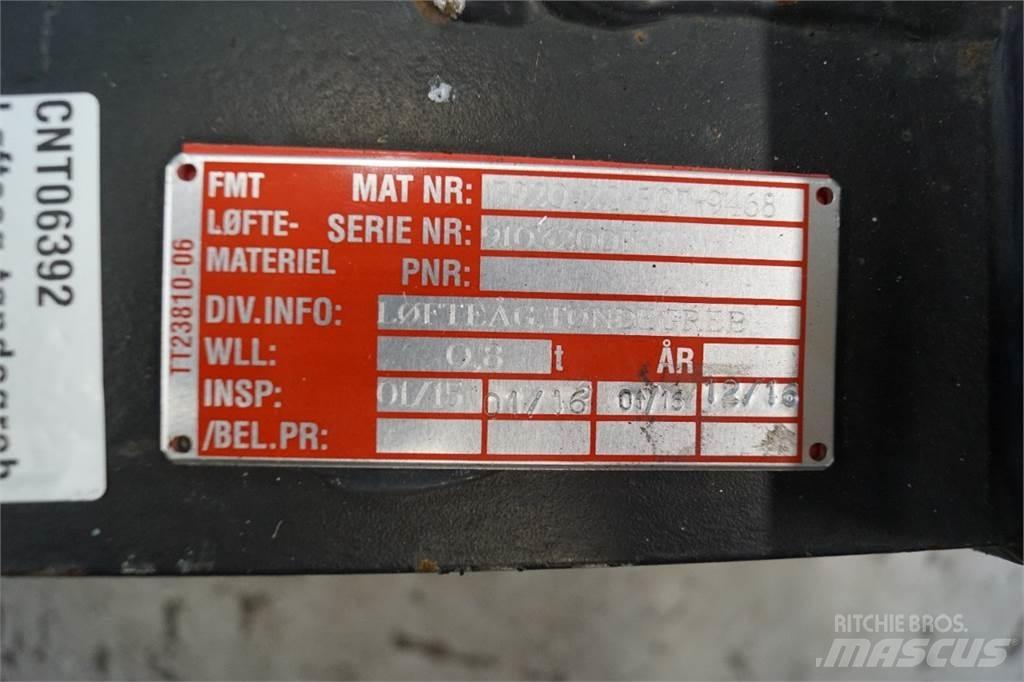 CNT06392
TT23810-06
FMT MAT NR:
LØFTE- SERIE NR:
MATERIEL PNR:
DIV.INFO: LØFTEÅG,TØNDEGREB
WLL: 0,8 t ÅR
INSP: 01/15 01/16 12/16
/BEL.PR:
RITCHIE BROS.
MASCUS